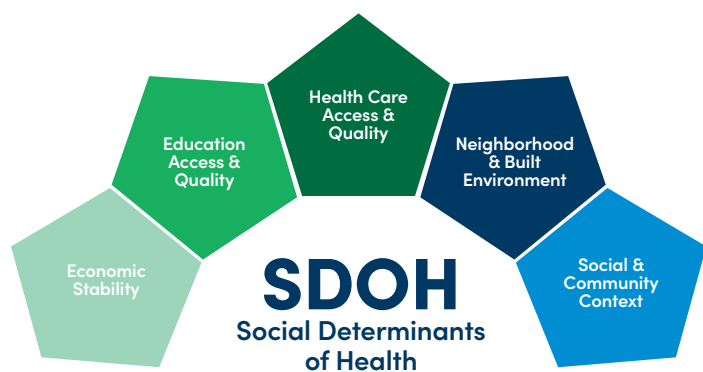 Health Care
Access &
Quality
Education
Access &
Quality
Neighborhood
& Built
Environment
Economic
Stability
Social &
Community
Context
SDOH
Social Determinants
of Health